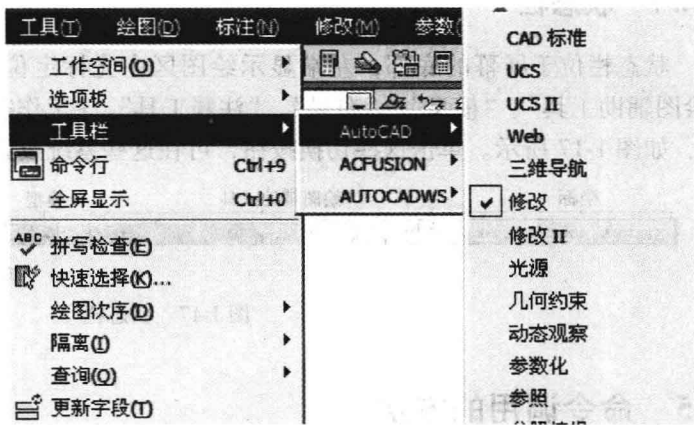 工具(T) 绘图(D) 标注(N) 修改(M) 参数(
工作空间(O)
选项板
工具栏
命令行 Ctrl+9
全屏显示 Ctrl+0
拼写检查(E)
快速选择(K)...
绘图次序(D)
隔离(I)
查询(Q)
更新字段(T)
AutoCAD
ACFUSION
AUTOCADWS
CAD 标准
UCS
UCS II
Web
三维导航
修改
修改 II
光源
几何约束
动态观察
参数化
参照